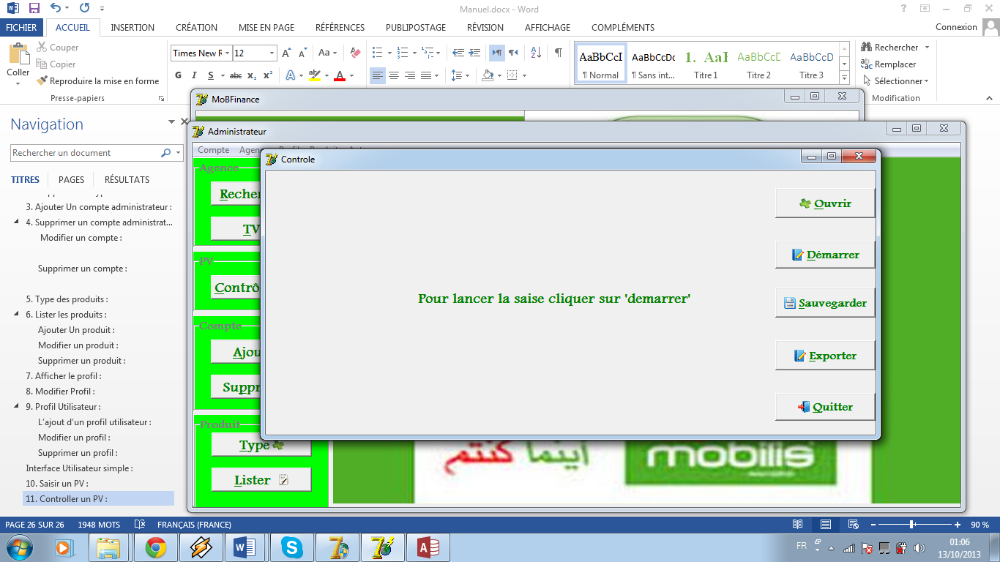 Manuel.docx - Word
FICHIER ACCUEIL INSERTION CRÉATION MISE EN PAGE RÉFÉRENCES PUBLIPOSTAGE RÉVISION AFFICHAGE COMPLÉMENTS Connexion
Coller
Couper
Copier
Reproduire la mise en forme
Presse-papiers
Times New R 12
G I S abc x₂ x²
AaBbCcI AaBbCcDc 1. AaI AaBbCcD AaBbCcD
¶ Normal ¶ Sans int... Titre 1 Titre 2 Titre 3
Rechercher
Remplacer
Sélectionner
Modification
Navigation
Rechercher un document
TITRES PAGES RÉSULTATS
3. Ajouter Un compte administrateur :
4. Supprimer un compte administrat...
Modifier un compte :
Supprimer un compte :
5. Type des produits :
6. Lister les produits :
Ajouter Un produit :
Modifier un produit :
Supprimer un produit :
7. Afficher le profil :
8. Modifier Profil :
9. Profil Utilisateur :
L'ajout d'un profil utilisateur :
Modifier un profil :
Supprimer un profil :
Interface Utilisateur simple :
10. Saisir un PV :
11. Controller un PV :
MoBFinance
Administrateur
Compte
Agence
Recher
TV
PV
Contrô
Compte
Ajou
Suppr
Produit
Type
Lister
Controle
Pour lancer la saise cliquer sur 'demarrer'
Ouvrir
Démarrer
Sauvegarder
Exporter
Quitter
أينما كنتم
mobilis
PAGE 26 SUR 26 1948 MOTS FRANÇAIS (FRANCE) 90 %
FR
01:06
13/10/2013